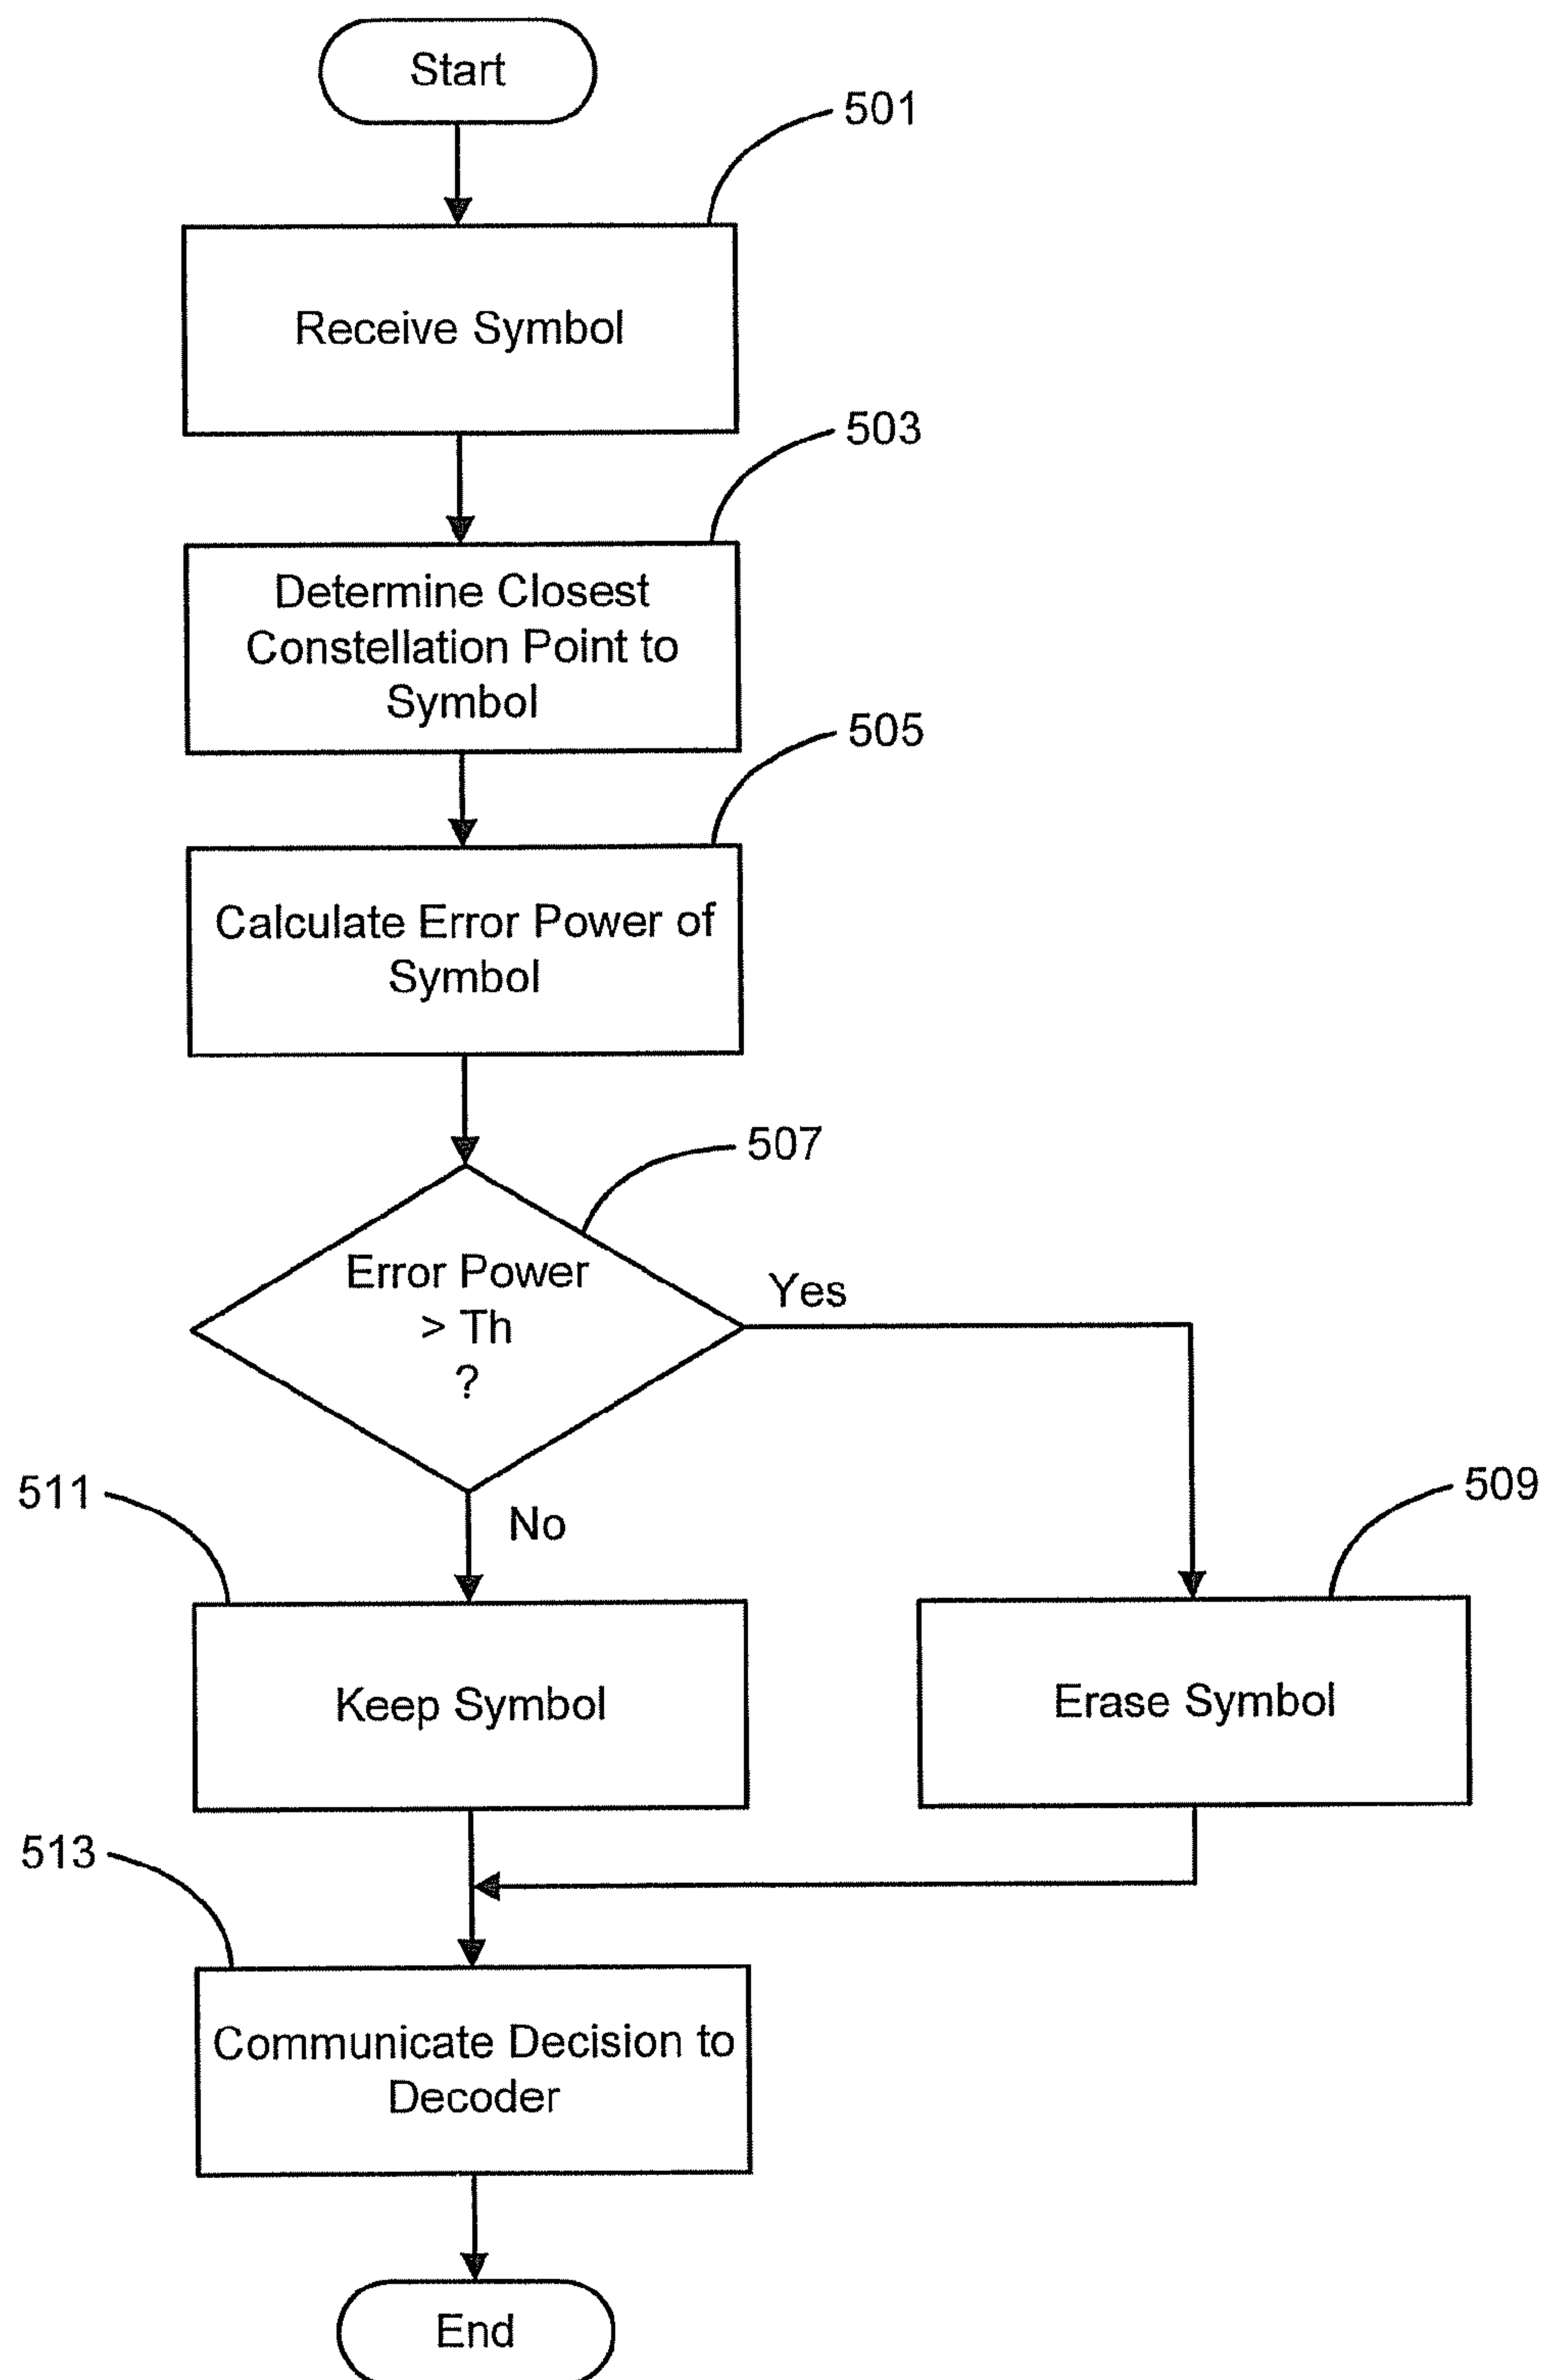 Start
501
Receive Symbol
503
Determine Closest
Constellation Point to
Symbol
505
Calculate Error Power of
Symbol
507
Error Power
> Th
?
Yes
No
511
509
Keep Symbol
Erase Symbol
513
Communicate Decision to
Decoder
End